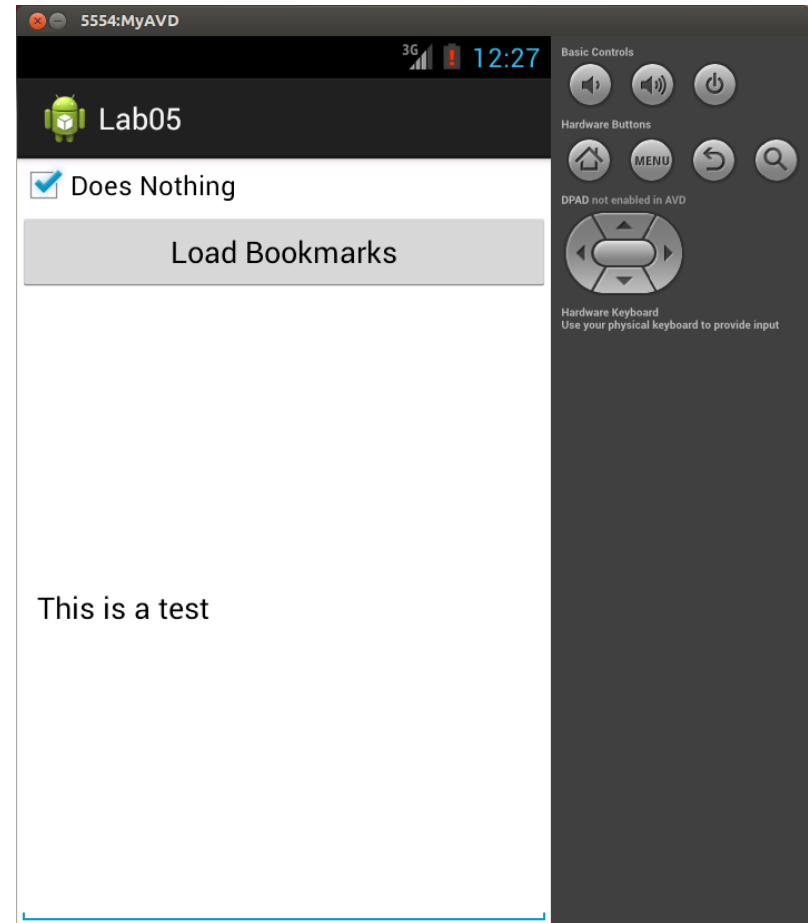 5554:MyAVD
3G 12:27
Lab05
Does Nothing
Load Bookmarks
This is a test
Basic Controls
Hardware Buttons
MENU
DPAD not enabled in AVD
Hardware Keyboard
Use your physical keyboard to provide input